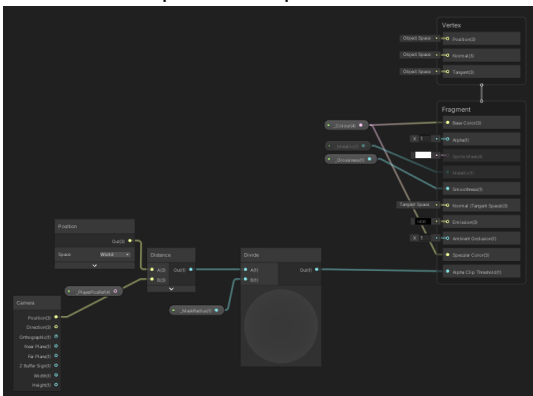 Vertex
Object Space
Position(3)
Object Space
Normal(3)
Object Space
Tangent(3)
Fragment
Base Color(3)
Alpha(1)
Smoothness(1)
Tangent Space
Normal (Tangent Space)(3)
Emission(3)
Ambient Occlusion(1)
Specular Color(3)
Alpha Clip Threshold(1)
Position
Out(3)
Space
World
Distance
A(3)
B(3)
Out(1)
Divide
A(1)
B(1)
Out(1)
_MaskRadius(1)
Camera
Position(3)
Direction(3)
Orthographic(1)
Near Plane(1)
Far Plane(1)
Z Buffer Sign(1)
Width(1)
Height(1)